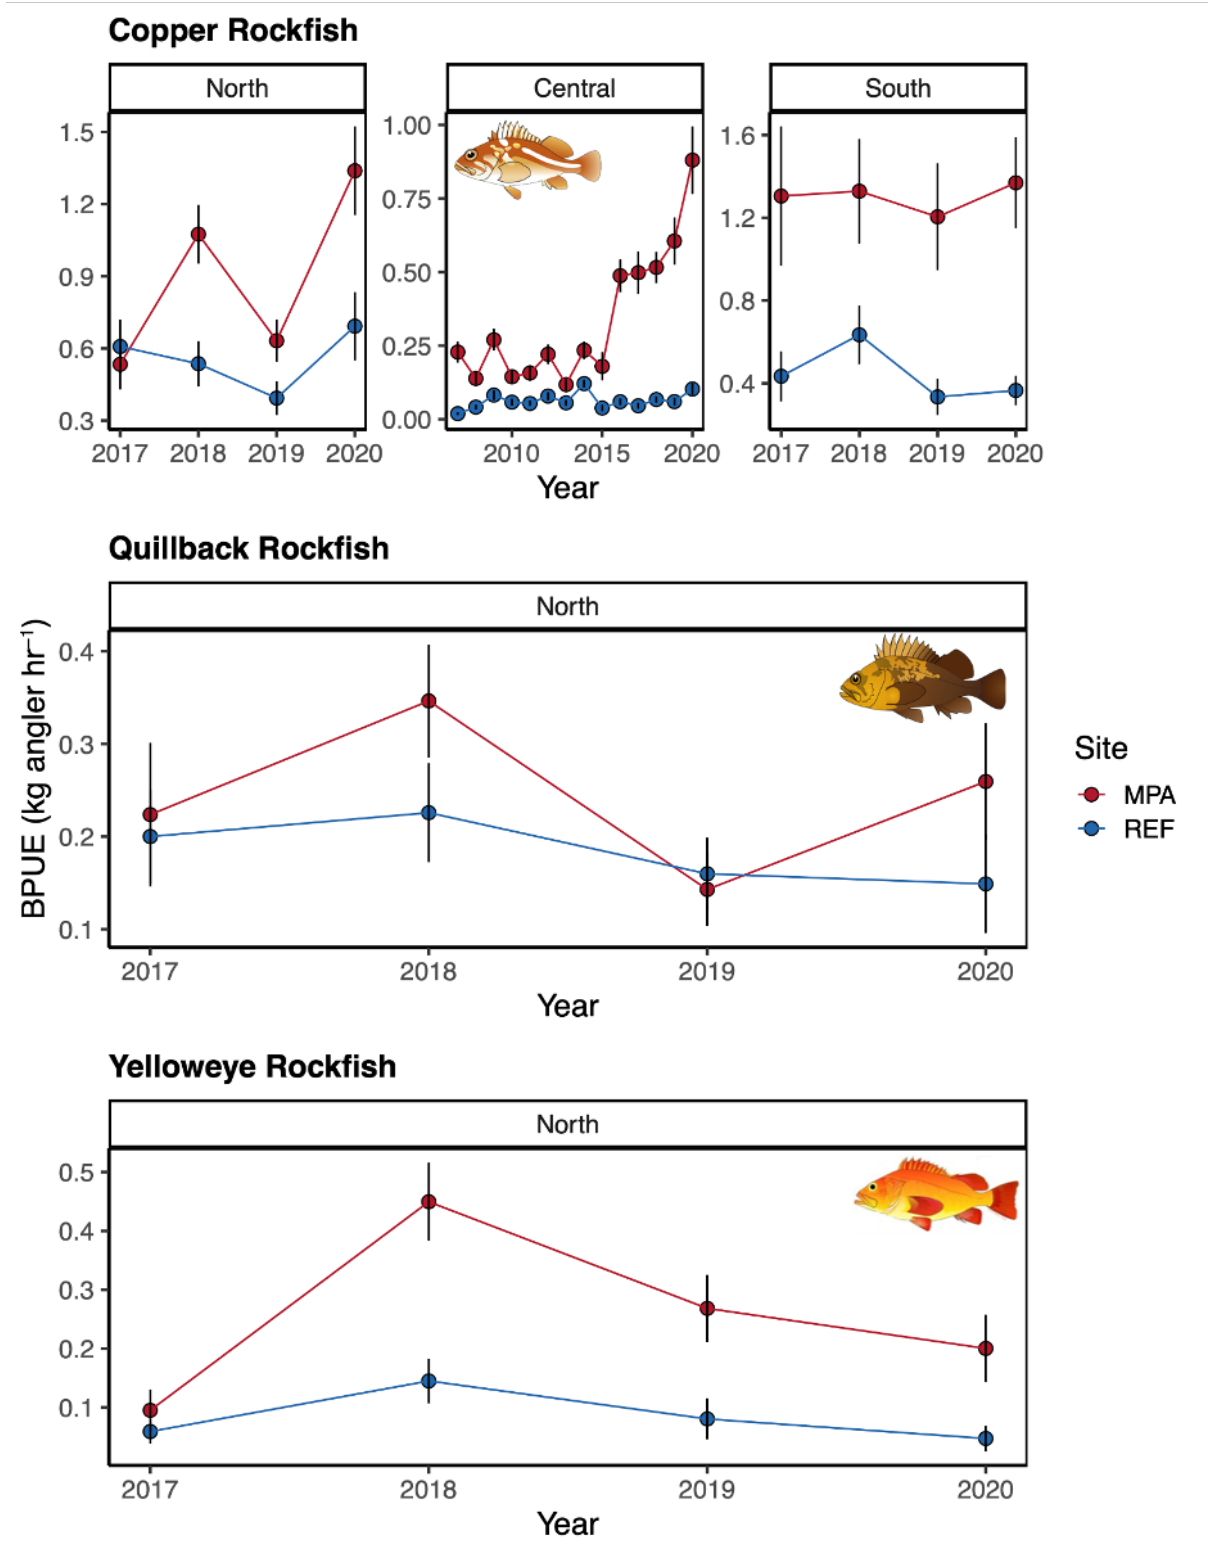 Copper Rockfish
North
Central
South
1.5
1.2
0.9
0.6
0.3
2017 2018 2019 2020
1.00
0.75
0.50
0.25
0.00
2010 2015 2020
1.6
1.2
0.8
0.4
2017 2018 2019 2020
Year
Quillback Rockfish
North
BPUE (kg angler hr⁻¹)
0.4
0.3
0.2
0.1
2017 2018 2019 2020
Year
Site
MPA
REF
Yelloweye Rockfish
North
0.5
0.4
0.3
0.2
0.1
2017 2018 2019 2020
Year